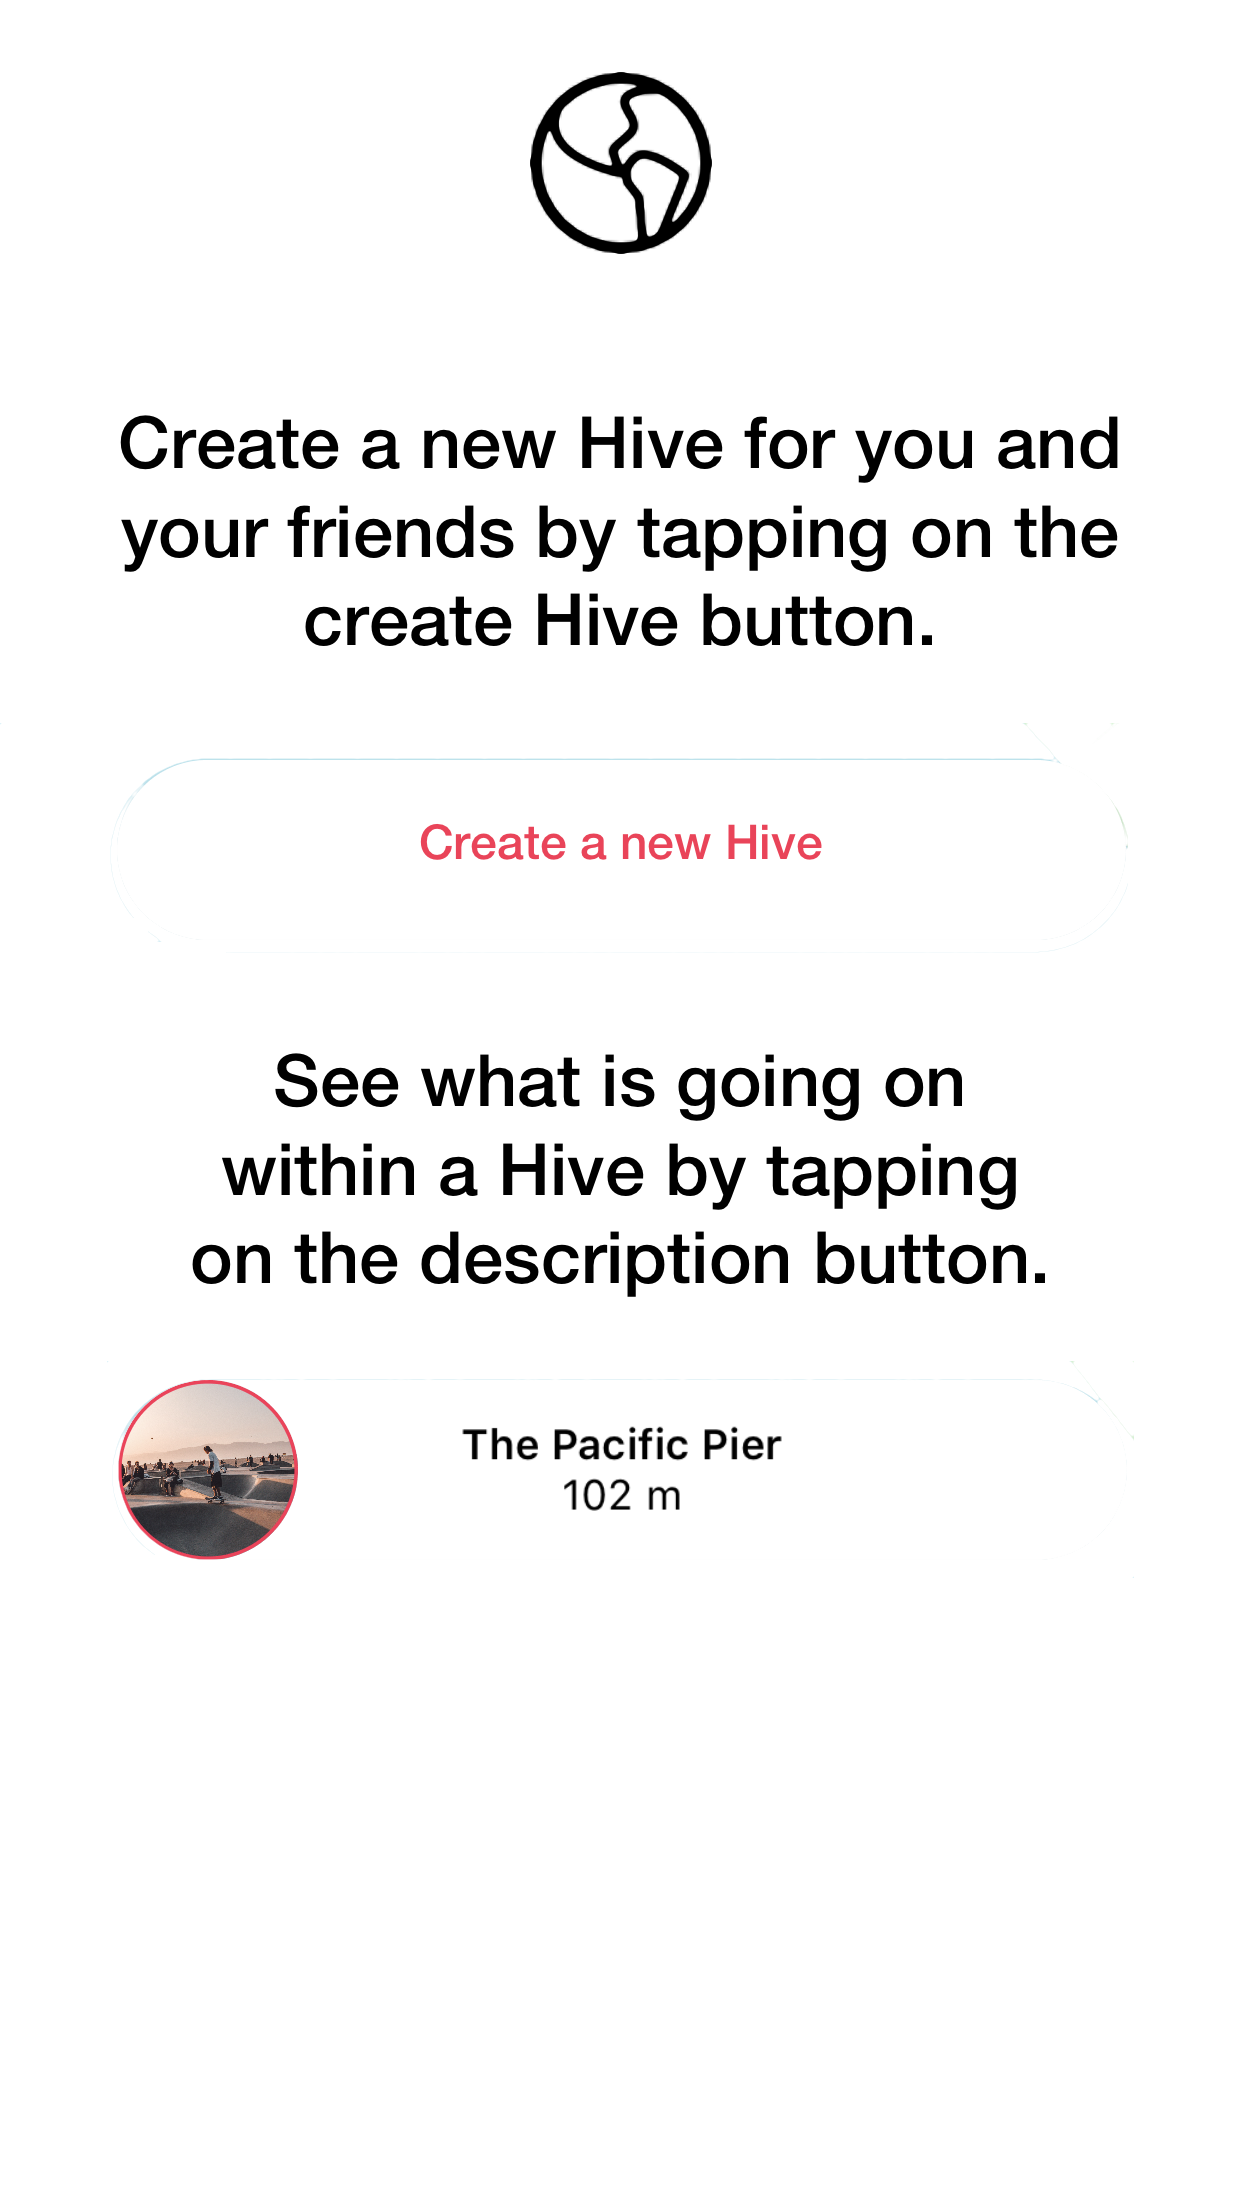 Create a new Hive for you and
your friends by tapping on the
create Hive button.
Create a new Hive
See what is going on
within a Hive by tapping
on the description button.
The Pacific Pier
102 m